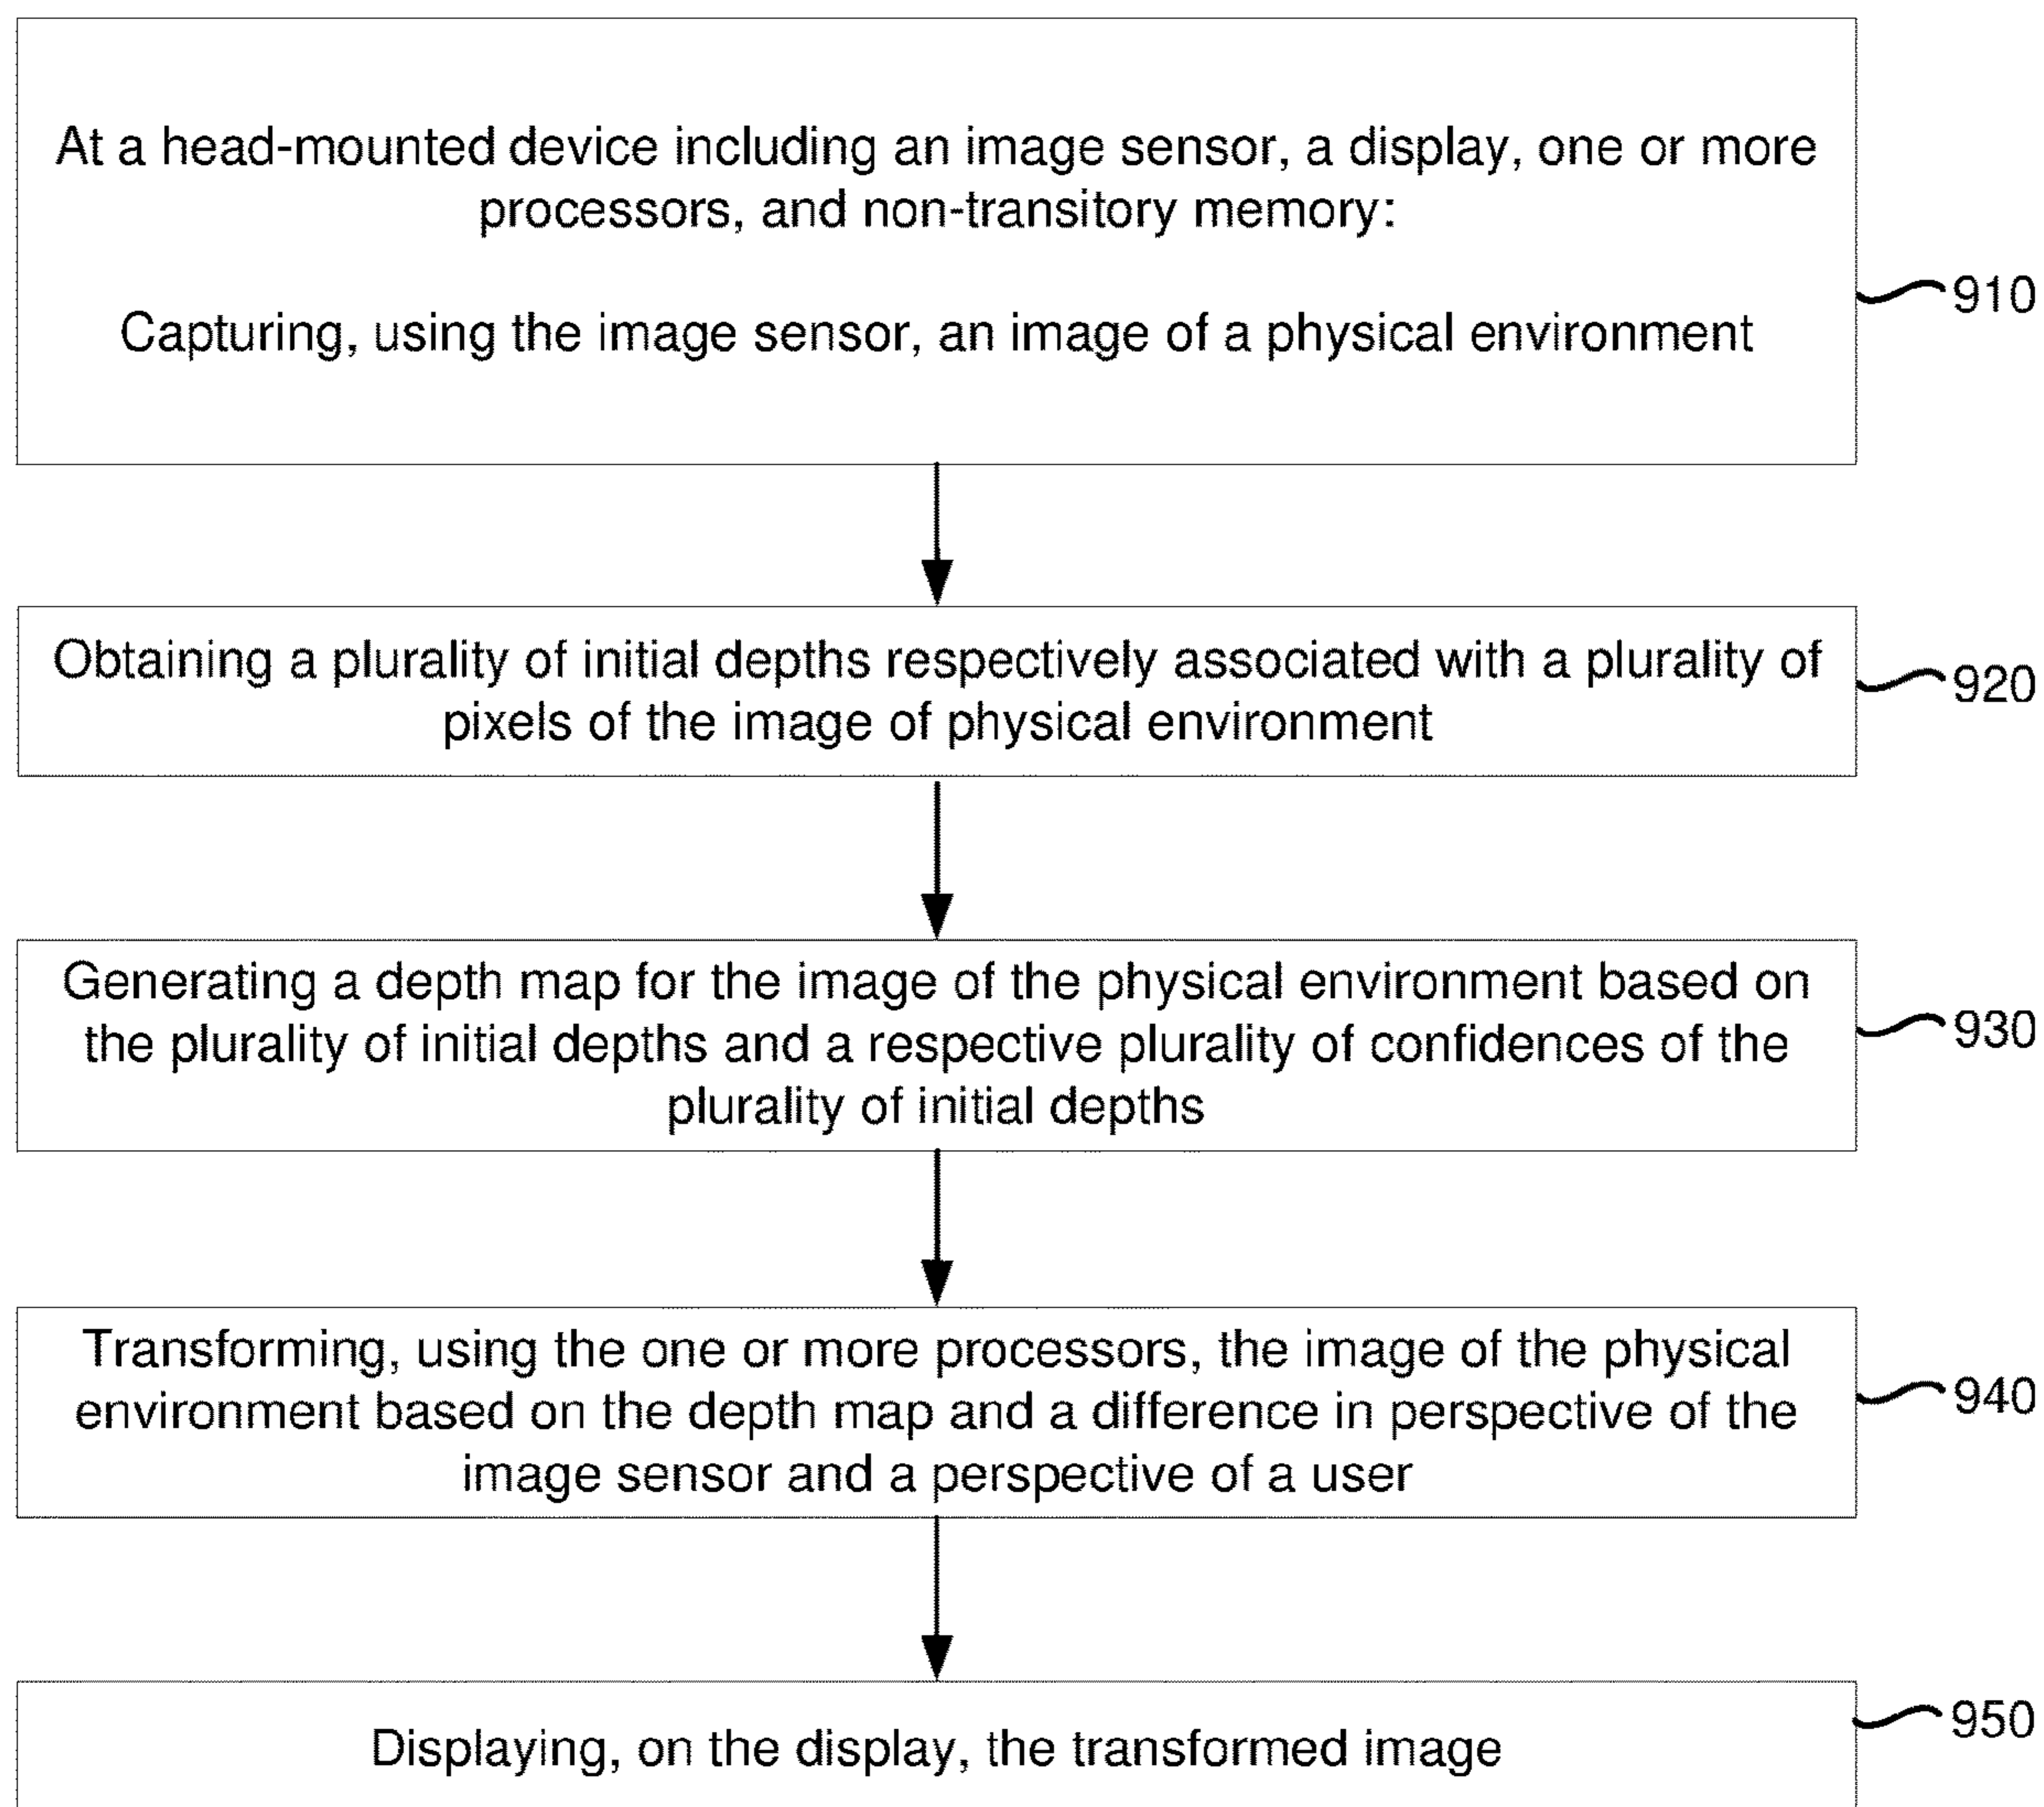 At a head-mounted device including an image sensor, a display, one or more
processors, and non-transitory memory:
Capturing, using the image sensor, an image of a physical environment
910
Obtaining a plurality of initial depths respectively associated with a plurality of
pixels of the image of physical environment
920
Generating a depth map for the image of the physical environment based on
the plurality of initial depths and a respective plurality of confidences of the
plurality of initial depths
930
Transforming, using the one or more processors, the image of the physical
environment based on the depth map and a difference in perspective of the
image sensor and a perspective of a user
940
Displaying, on the display, the transformed image
950